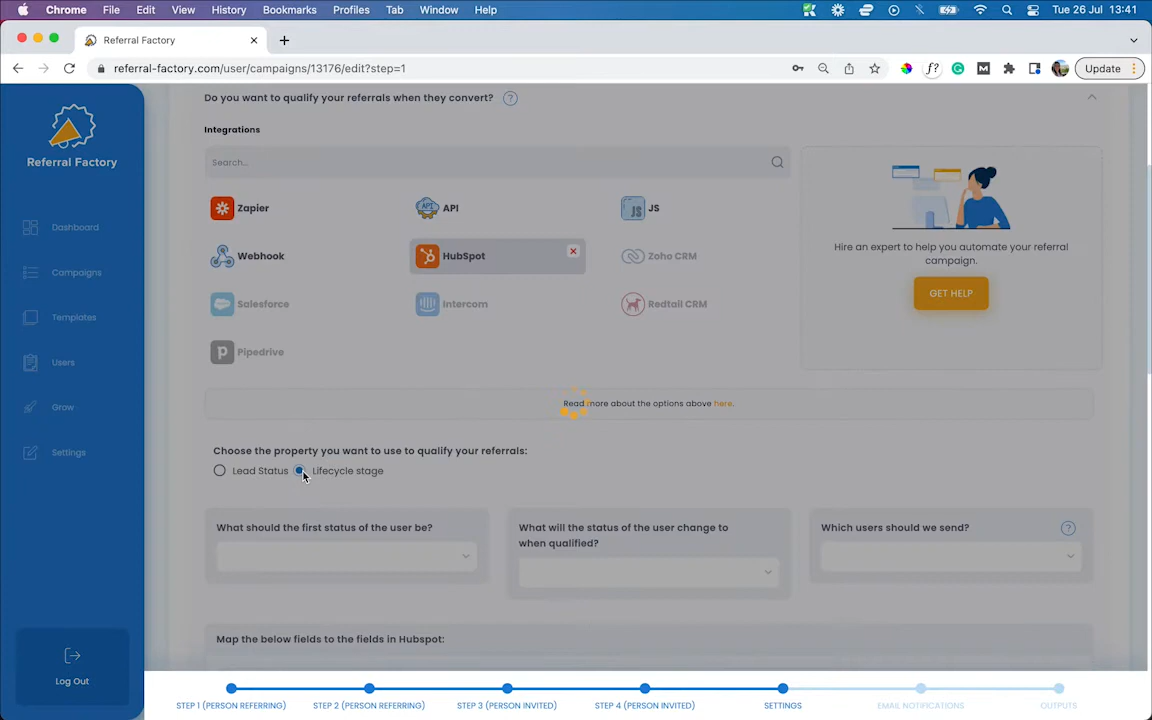 Chrome File Edit View History Bookmarks Profiles Tab Window Help Tue 26 Jul 13:41
Referral Factory
referral-factory.com/user/campaigns/13176/edit?step=1 Update
Referral Factory
Dashboard
Campaigns
Templates
Users
Grow
Settings
Log Out
Do you want to qualify your referrals when they convert? ?
Integrations
Search...
Zapier API JS
Webhook HubSpot Zoho CRM
Salesforce Intercom Redtail CRM
Pipedrive
Hire an expert to help you automate your referral
campaign.
GET HELP
Read more about the options above here.
Choose the property you want to use to qualify your referrals:
Lead Status Lifecycle stage
What should the first status of the user be?
What will the status of the user change to
when qualified?
Which users should we send? ?
Map the below fields to the fields in Hubspot:
STEP 1 (PERSON REFERRING) STEP 2 (PERSON REFERRING) STEP 3 (PERSON INVITED) STEP 4 (PERSON INVITED) SETTINGS EMAIL NOTIFICATIONS OUTPUTS